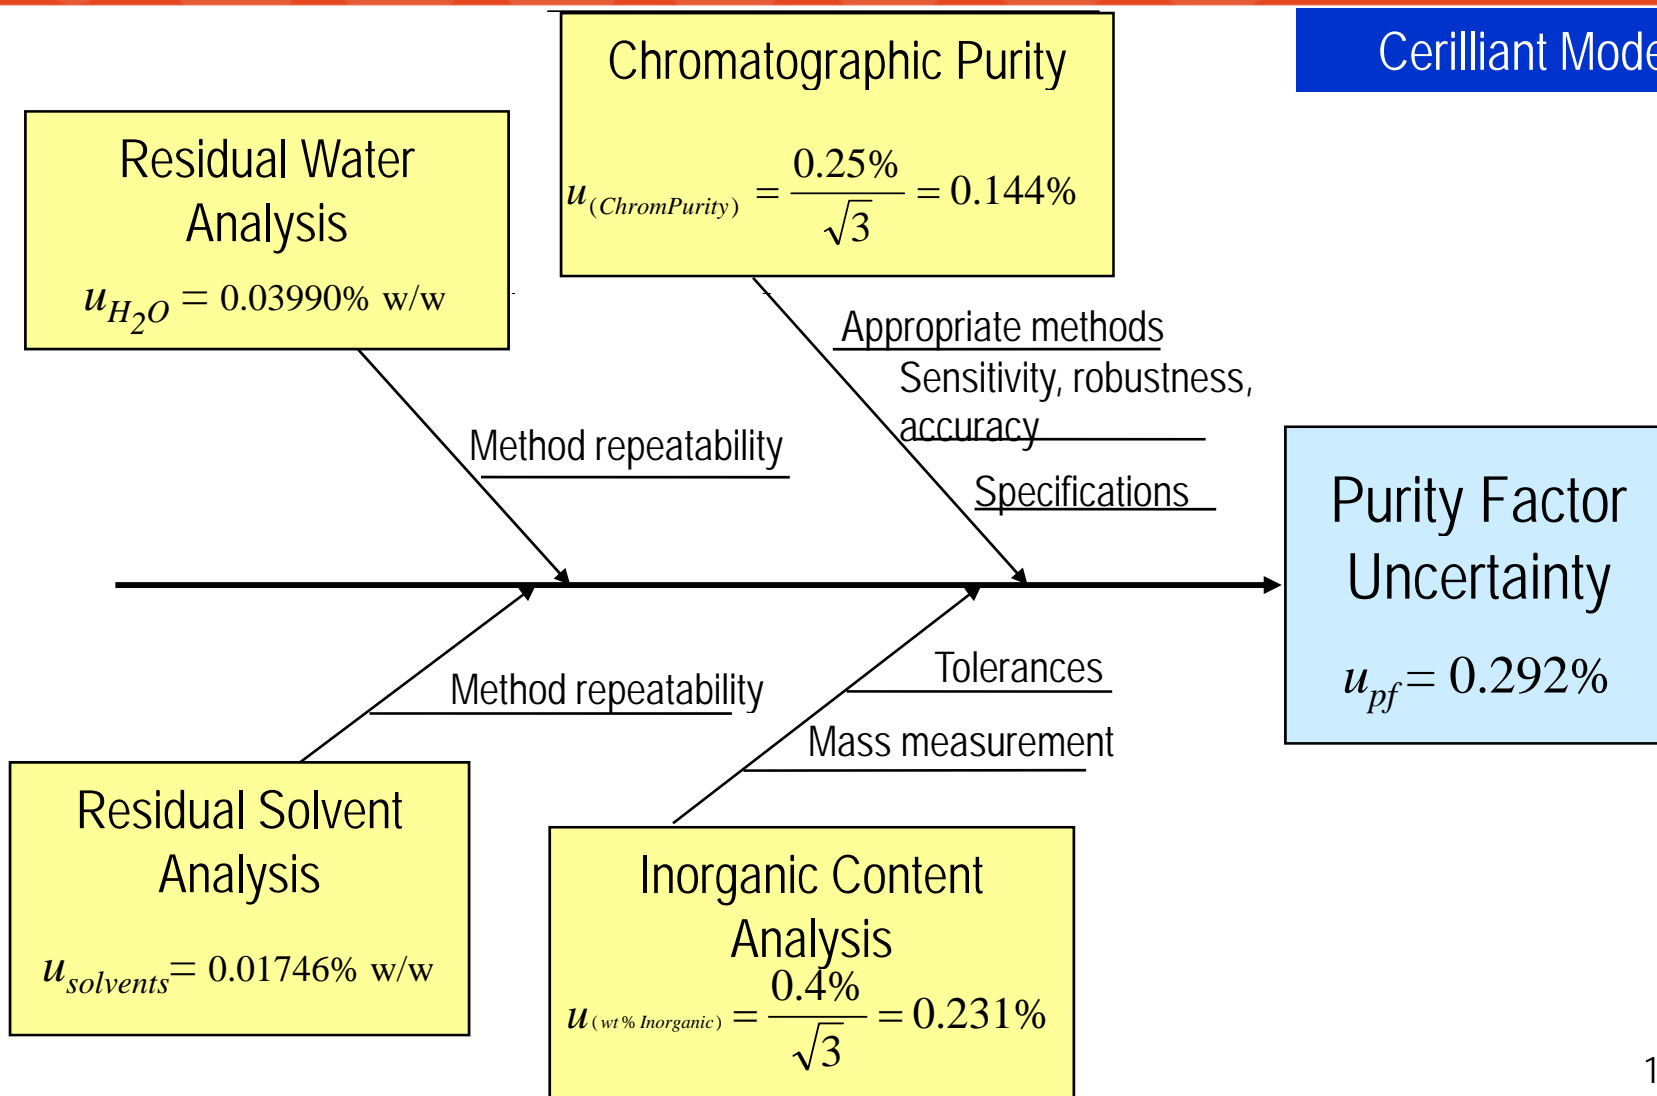 Cerilliant Mode
Chromatographic Purity
u(ChromPurity) = 0.25% / √3 = 0.144%
Residual Water
Analysis
uH2O = 0.03990% w/w
Appropriate methods
Sensitivity, robustness,
accuracy
Specifications
Method repeatability
Purity Factor
Uncertainty
upf = 0.292%
Method repeatability
Tolerances
Mass measurement
Residual Solvent
Analysis
usolvents = 0.01746% w/w
Inorganic Content
Analysis
u(wt% Inorganic) = 0.4% / √3 = 0.231%
1